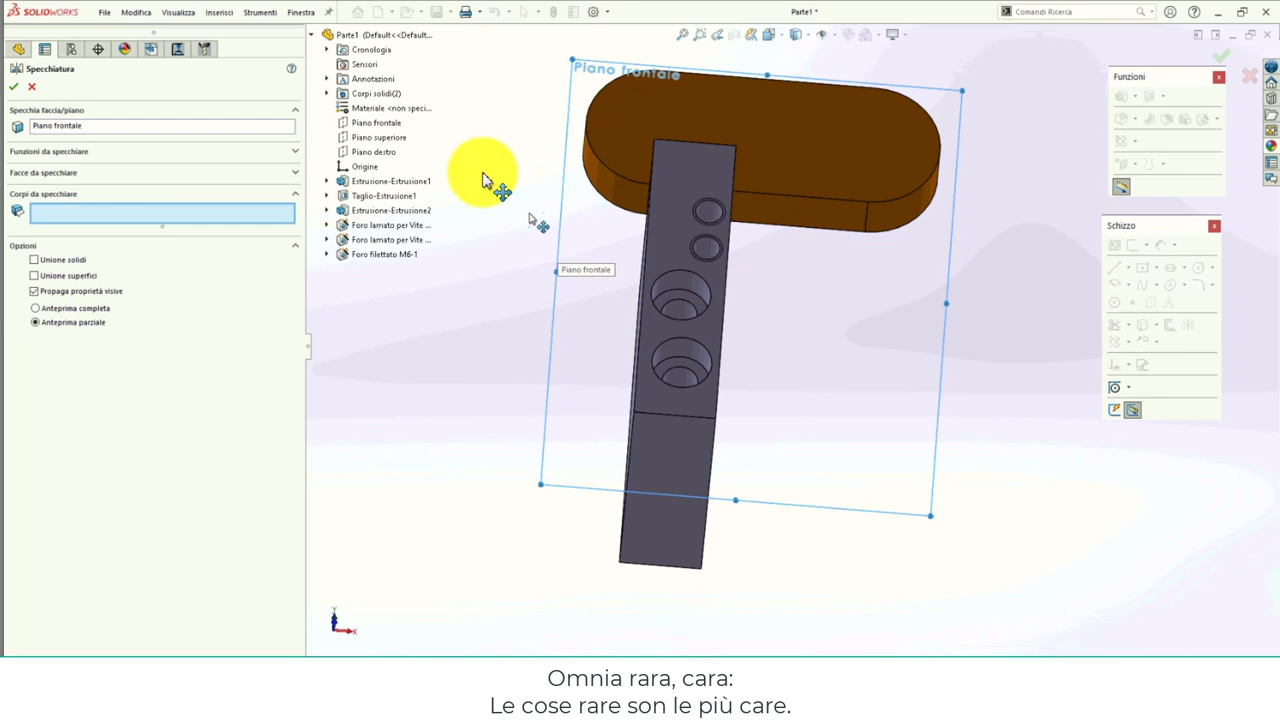 SOLIDWORKS
File
Modifica
Visualizza
Inserisci
Strumenti
Finestra
Parte1 *
Comandi Ricerca
Specchiatura
Specchia faccia/piano
Piano frontale
Funzioni da specchiare
Facce da specchiare
Corpi da specchiare
Opzioni
Unione solidi
Unione superfici
Propaga proprietà visive
Anteprima completa
Anteprima parziale
Parte1 (Default<<Default...
Cronologia
Sensori
Annotazioni
Corpi solidi(2)
Materiale <non speci...
Piano frontale
Piano superiore
Piano destro
Origine
Estrusione-Estrusione1
Taglio-Estrusione1
Estrusione-Estrusione2
Foro lamato per Vite ...
Foro lamato per Vite ...
Foro filettato M6-1
Piano frontale
Piano frontale
Funzioni
Schizzo
Y
X
Omnia rara, cara:
Le cose rare son le più care.